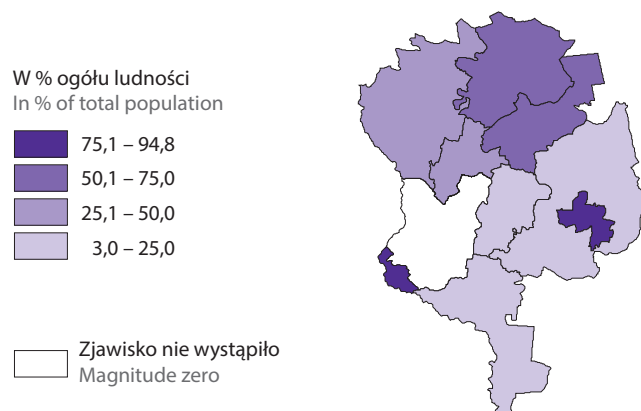 W % ogółu ludności
In % of total population
75,1 – 94,8
50,1 – 75,0
25,1 – 50,0
3,0 – 25,0
Zjawisko nie wystąpiło
Magnitude zero